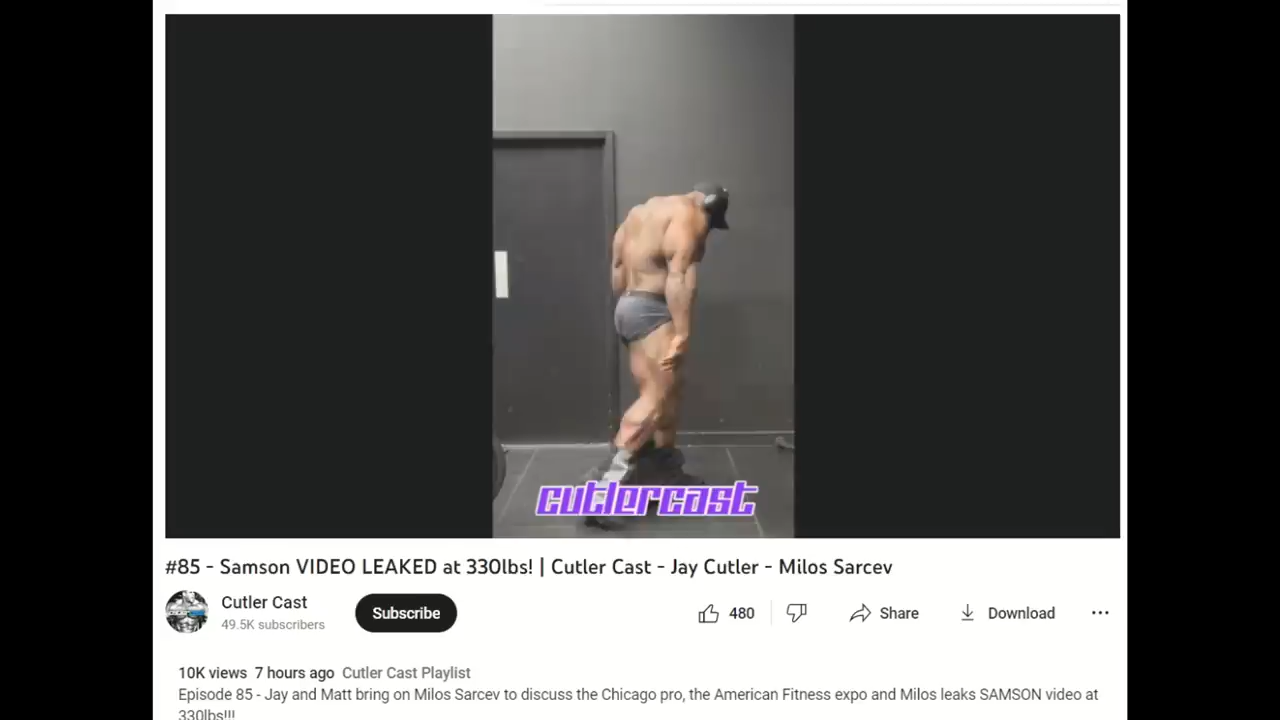 cutlercast
#85 - Samson VIDEO LEAKED at 330lbs! | Cutler Cast - Jay Cutler - Milos Sarcev
Cutler Cast
49.5K subscribers
Subscribe
480
Share
Download
10K views 7 hours ago Cutler Cast Playlist
Episode 85 - Jay and Matt bring on Milos Sarcev to discuss the Chicago pro, the American Fitness expo and Milos leaks SAMSON video at
330lbs!!!